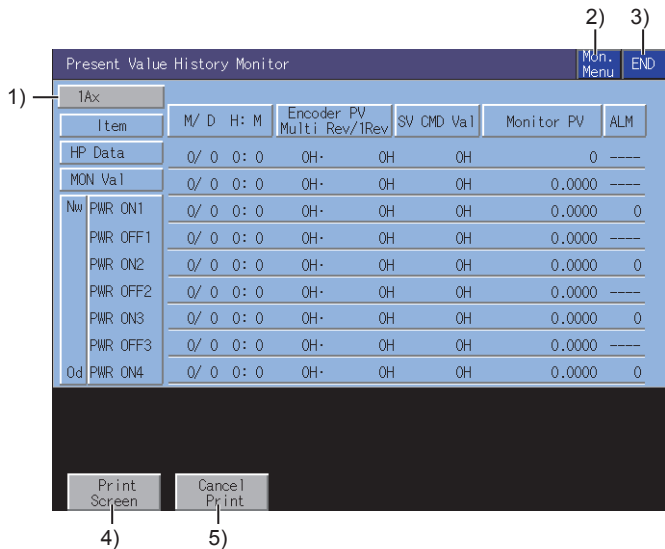 2) 3)
Present Value History Monitor Mon. Menu END
1) 1Ax
Item M/ D H: M Encoder PV Multi Rev/1Rev SV CMD Val Monitor PV ALM
HP Data 0/ 0 0: 0 0H· 0H 0H 0 ----
MON Val 0/ 0 0: 0 0H· 0H 0H 0.0000 ----
Nw PWR ON1 0/ 0 0: 0 0H· 0H 0H 0.0000 0
PWR OFF1 0/ 0 0: 0 0H· 0H 0H 0.0000 ----
PWR ON2 0/ 0 0: 0 0H· 0H 0H 0.0000 0
PWR OFF2 0/ 0 0: 0 0H· 0H 0H 0.0000 ----
PWR ON3 0/ 0 0: 0 0H· 0H 0H 0.0000 0
PWR OFF3 0/ 0 0: 0 0H· 0H 0H 0.0000 ----
Od PWR ON4 0/ 0 0: 0 0H· 0H 0H 0.0000 0
Print Screen Cancel Print
4) 5)